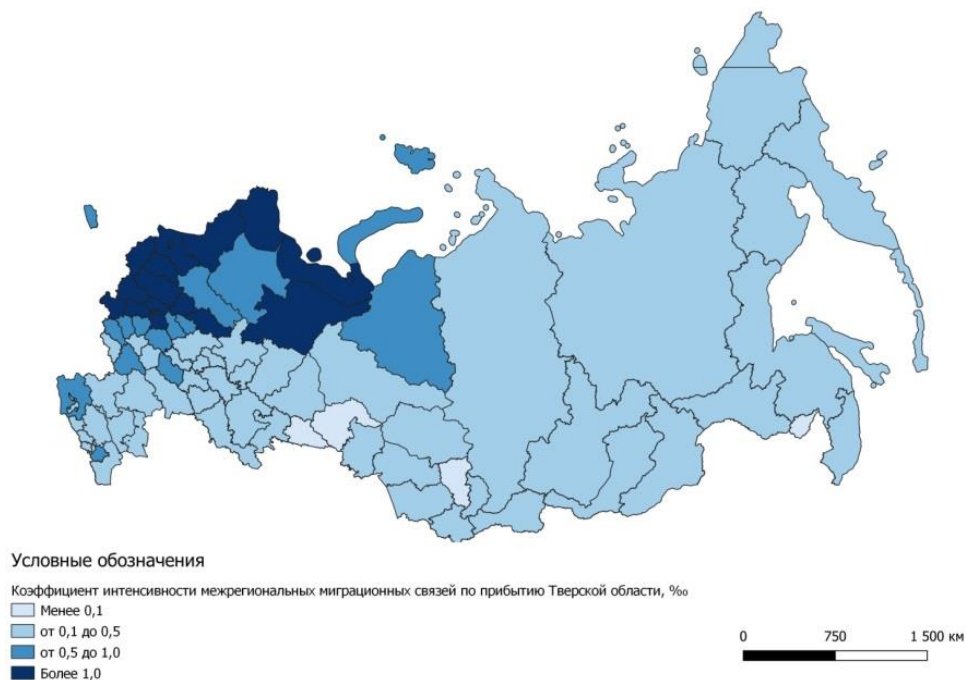 Условные обозначения
Коэффициент интенсивности межрегиональных миграционных связей по прибытию Тверской области, ‰
Менее 0,1
от 0,1 до 0,5
от 0,5 до 1,0
Более 1,0
0 750 1 500 км